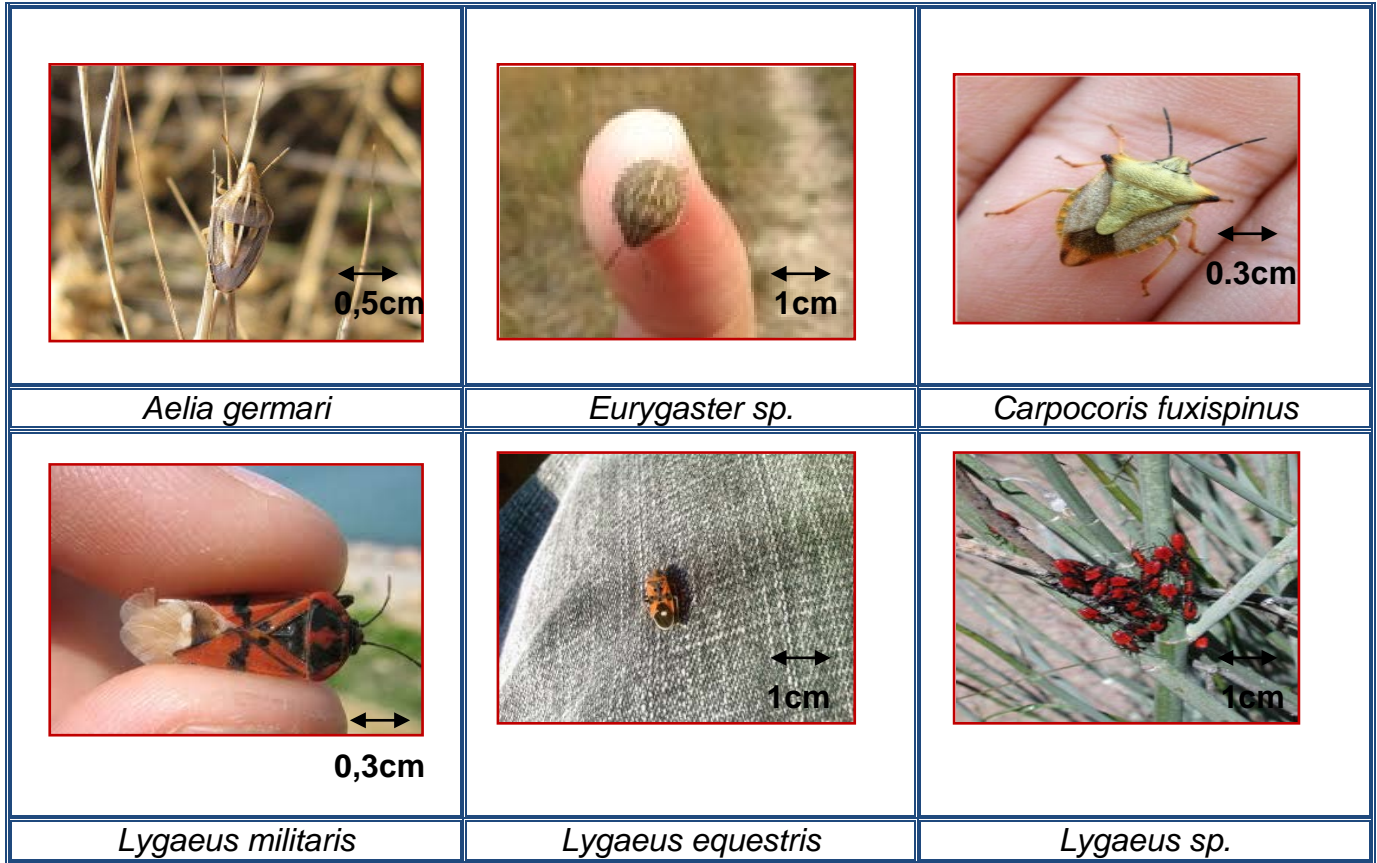 0,5cm
1cm
0.3cm
Aelia germari
Eurygaster sp.
Carpocoris fuxispinus
0,3cm
1cm
1cm
Lygaeus militaris
Lygaeus equestris
Lygaeus sp.